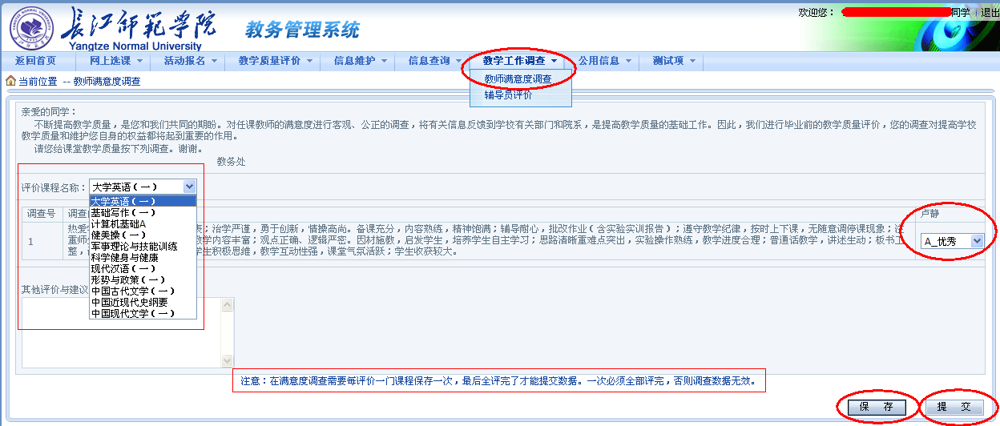 长江师范学院
Yangtze Normal University
教务管理系统
欢迎您： 同学 | 退出
返回首页 网上选课 活动报名 教学质量评价 信息维护 信息查询 教学工作调查 公用信息 测试项
教师满意度调查
辅导员评价
当前位置 -- 教师满意度调查
亲爱的同学：
不断提高教学质量，是您和我们共同的期盼。对任课教师的满意度进行客观、公正的调查，将有关信息反馈到学校有关部门和院系，是提高教学质量的基础工作。因此，我们进行毕业前的教学质量评价，您的调查对提高学校
教学质量和维护您自身的权益都将起到重要的作用。
请您给课堂教学质量按下列调查。谢谢。
教务处
评价课程名称： 大学英语（一）
大学英语（一）
基础写作（一）
计算机基础A
健美操（一）
军事理论与技能训练
科学健身与健康
现代汉语（一）
形势与政策（一）
中国古代文学（一）
中国近现代史纲要
中国现代文学（一）
调查号 调查 卢静
1
热爱 表；治学严谨，勇于创新，情操高尚。备课充分，内容熟练，精神饱满；辅导耐心，批改作业（含实验实训报告）；遵守教学纪律，按时上下课，无随意调停课现象；注
重师 教学内容丰富；观点正确、逻辑严密。因材施教，启发学生，培养学生自主学习；思路清晰重难点突出，实验操作熟练，教学进度合理；普通话教学，讲述生动；板书工
整， 学生积极思维，教学互动性强，课堂气氛活跃；学生收获较大。
A_优秀
其他评价与建议
注意：在满意度调查需要每评价一门课程保存一次，最后全评完了才能提交数据。一次必须全部评完，否则调查数据无效。
保 存 提 交